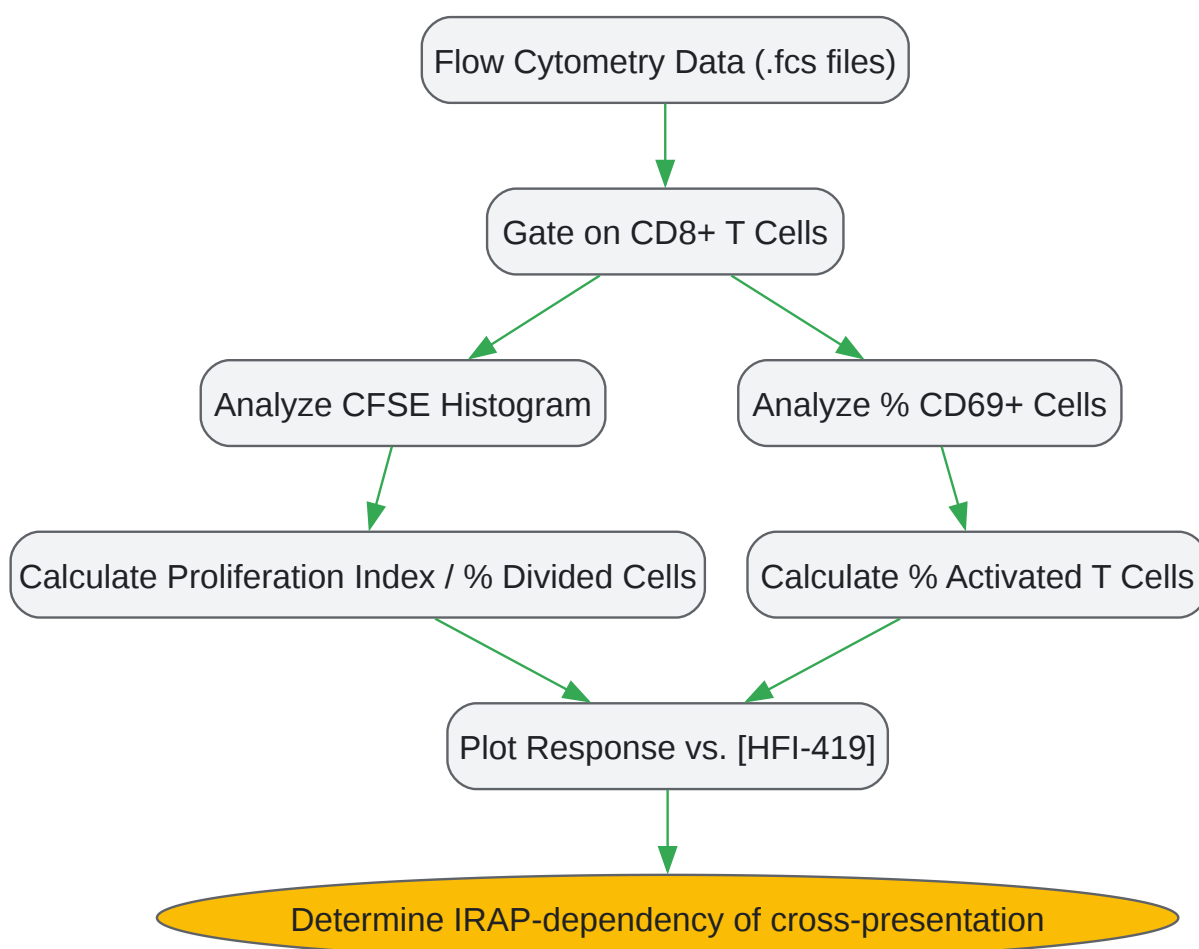 Flow Cytometry Data (.fcs files)
Gate on CD8+ T Cells
Analyze CFSE Histogram
Analyze % CD69+ Cells
Calculate Proliferation Index / % Divided Cells
Calculate % Activated T Cells
Plot Response vs. [HFI-419]
Determine IRAP-dependency of cross-presentation